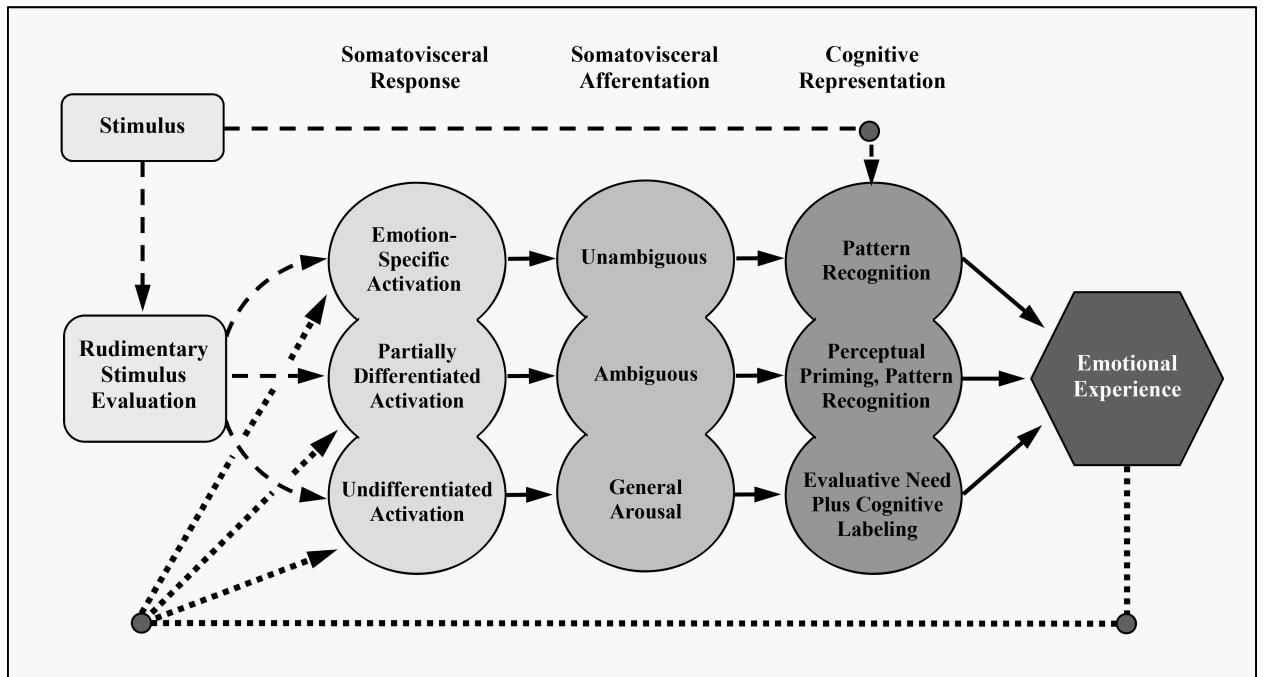 Somatovisceral
Response
Somatovisceral
Afferentation
Cognitive
Representation
Stimulus
Rudimentary
Stimulus
Evaluation
Emotion-
Specific
Activation
Unambiguous
Pattern
Recognition
Partially
Differentiated
Activation
Ambiguous
Perceptual
Priming, Pattern
Recognition
Emotional
Experience
Undifferentiated
Activation
General
Arousal
Evaluative Need
Plus Cognitive
Labeling